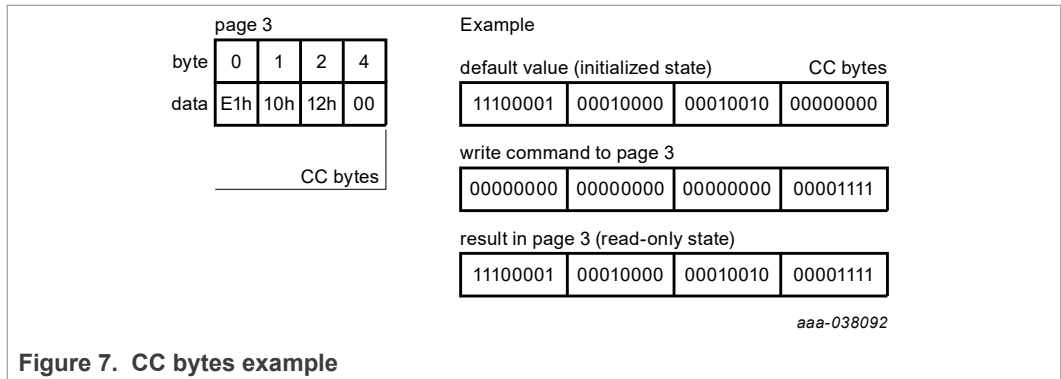 page 3
byte 0 1 2 4
data E1h 10h 12h 00
CC bytes
Example
default value (initialized state) CC bytes
11100001 00010000 00010010 00000000
write command to page 3
00000000 00000000 00000000 00001111
result in page 3 (read-only state)
11100001 00010000 00010010 00001111
aaa-038092
Figure 7. CC bytes example